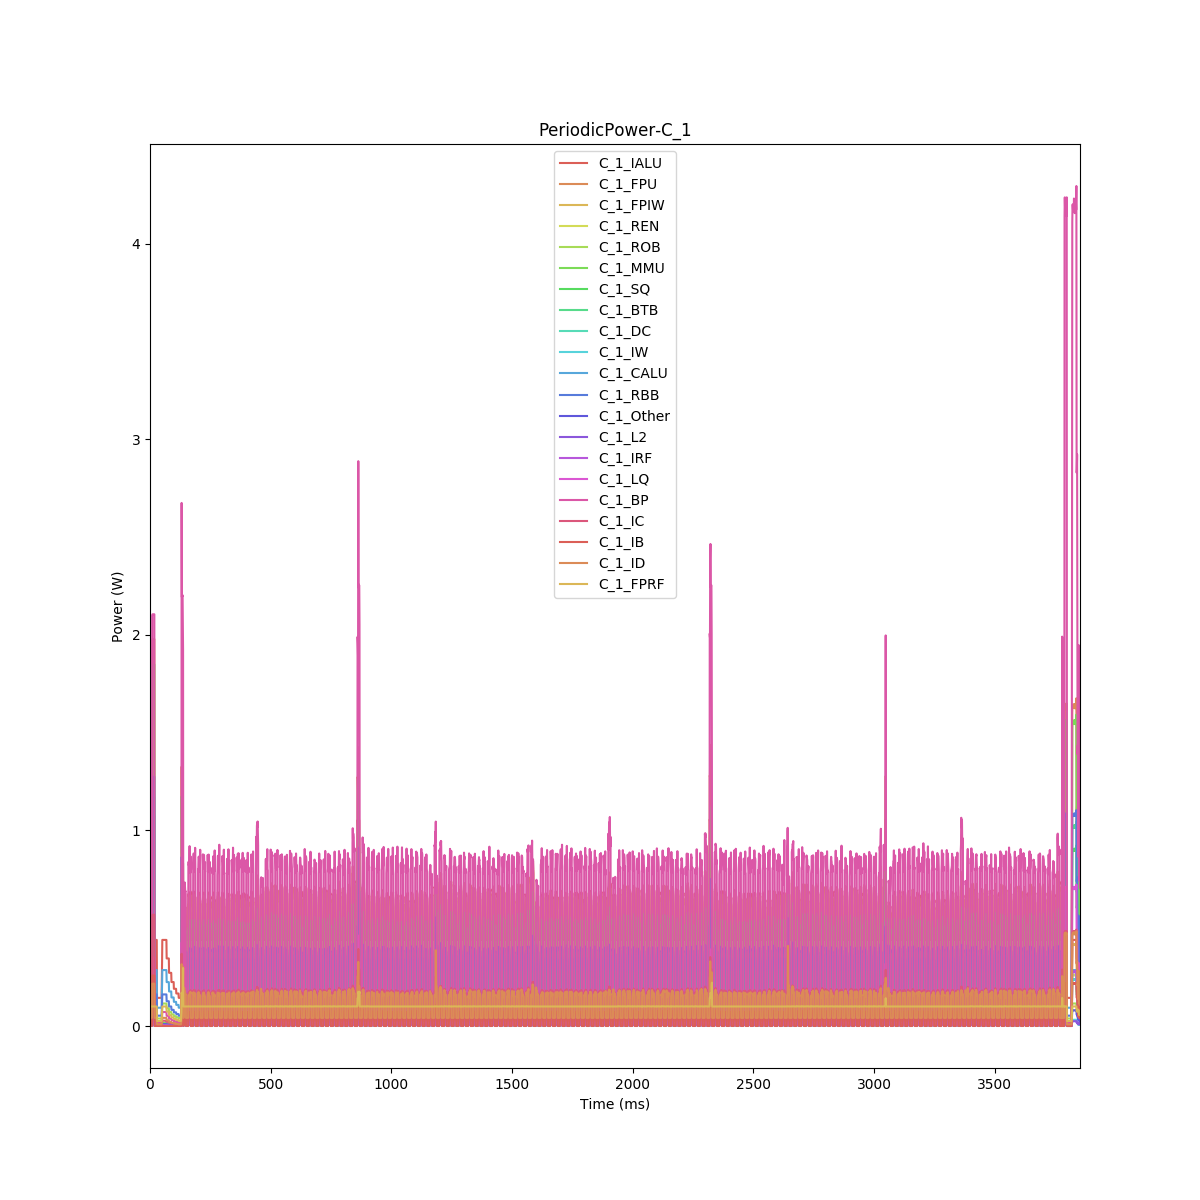 PeriodicPower-C_1
C_1_IALU
C_1_FPU
C_1_FPIW
C_1_REN
C_1_ROB
C_1_MMU
C_1_SQ
C_1_BTB
C_1_DC
C_1_IW
C_1_CALU
C_1_RBB
C_1_Other
C_1_L2
C_1_IRF
C_1_LQ
C_1_BP
C_1_IC
C_1_IB
C_1_ID
C_1_FPRF
4
3
2
1
0
Power (W)
0 500 1000 1500 2000 2500 3000 3500
Time (ms)